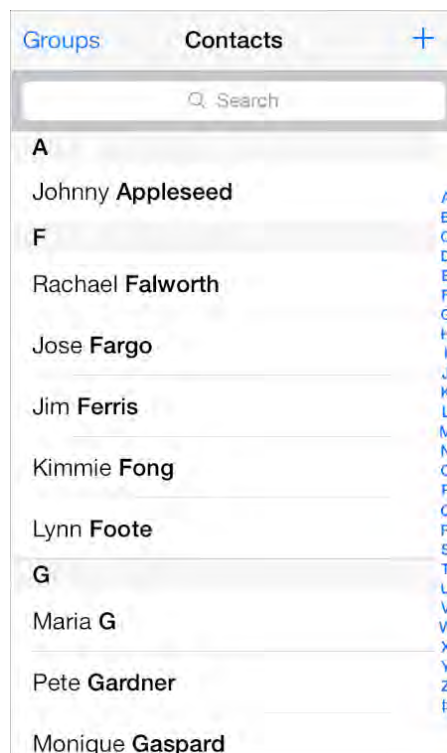 Groups Contacts +
Search
A
Johnny Appleseed
F
Rachael Falworth
Jose Fargo
Jim Ferris
Kimmie Fong
Lynn Foote
G
Maria G
Pete Gardner
Monique Gaspard
A
B
C
D
E
F
G
H
I
J
K
L
M
N
O
P
Q
R
S
T
U
V
W
X
Y
Z
#